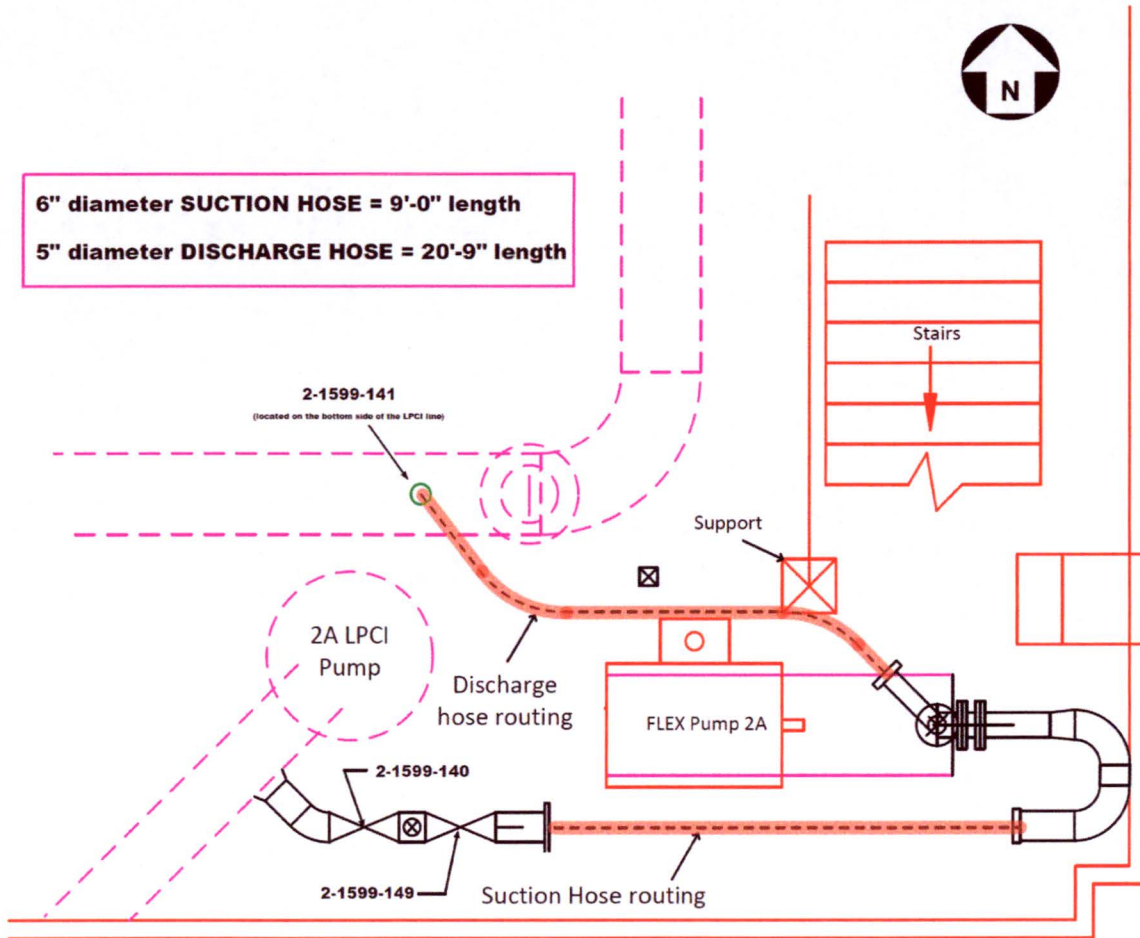 N
6" diameter SUCTION HOSE = 9'-0" length
5" diameter DISCHARGE HOSE = 20'-9" length
Stairs
2-1599-141
(located on the bottom side of the LPCI line)
Support
2A LPCI
Pump
Discharge
hose routing
FLEX Pump 2A
2-1599-140
2-1599-149
Suction Hose routing